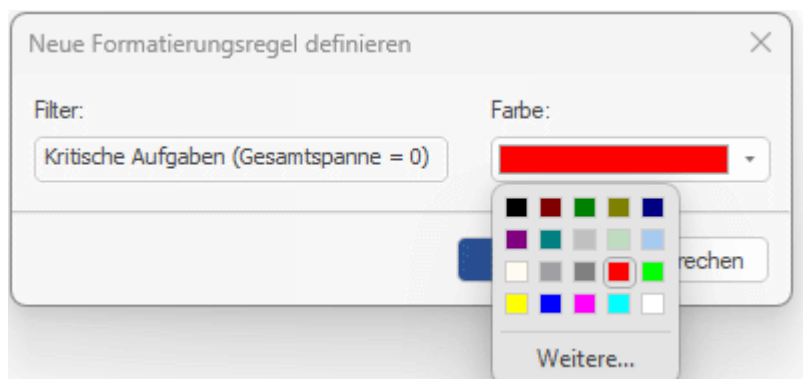 Neue Formatierungsregel definieren
Filter: Farbe:
Kritische Aufgaben (Gesamtspanne = 0)
rechen
Weitere...